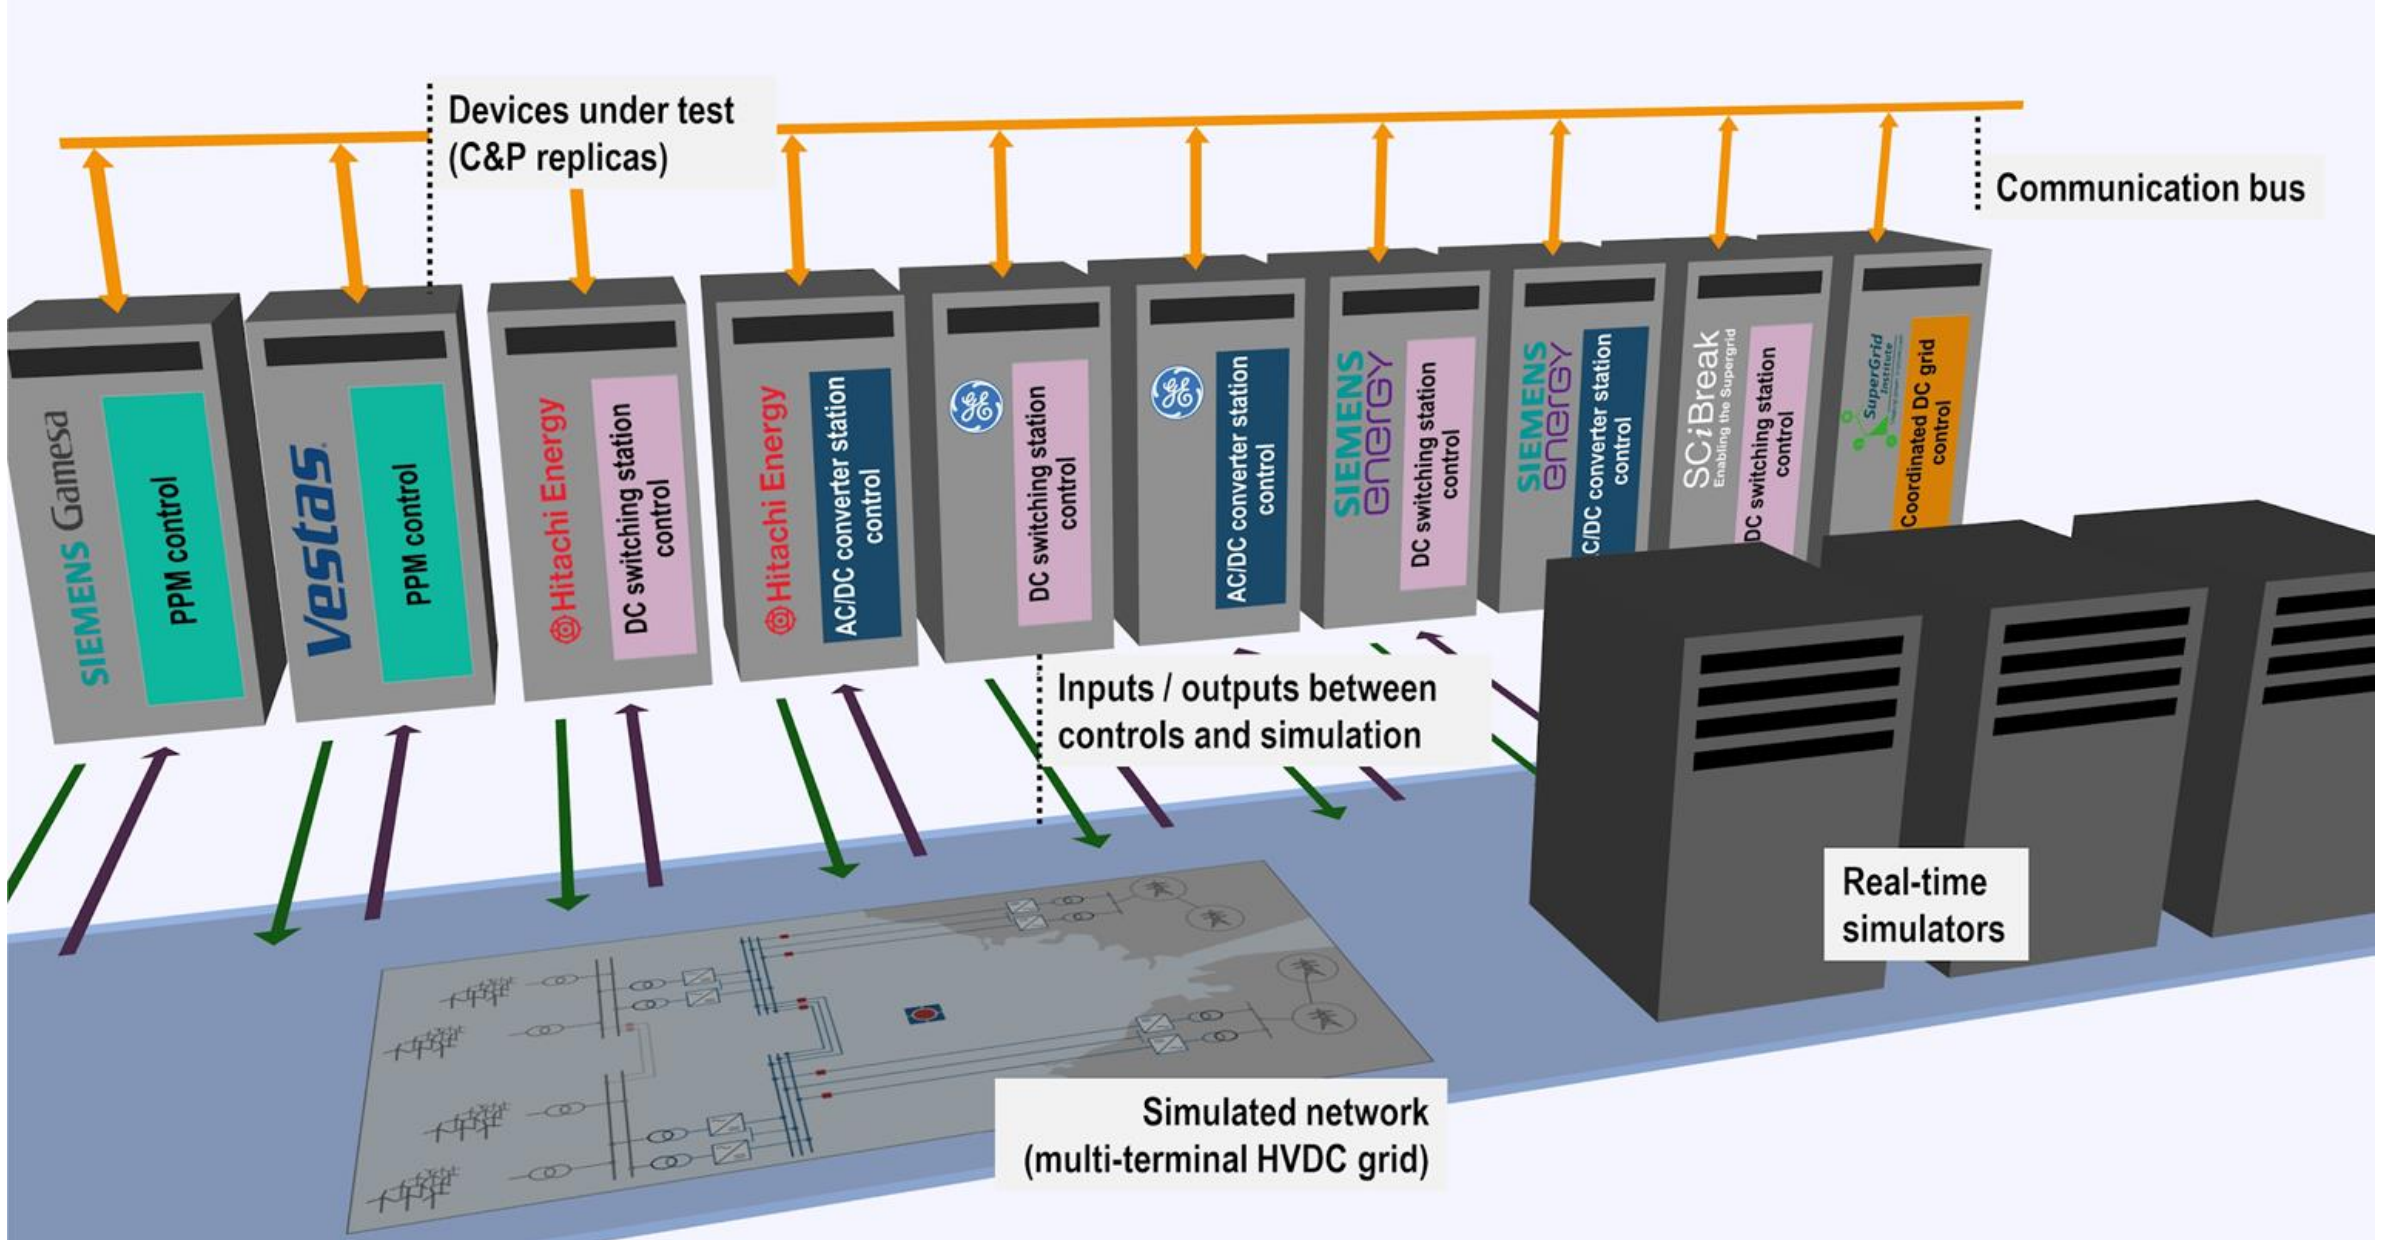 Devices under test
(C&P replicas)
Communication bus
SIEMENS Gamesa
PPM control
Vestas
PPM control
Hitachi Energy
DC switching station
control
Hitachi Energy
AC/DC converter station
control
GE
DC switching station
control
GE
AC/DC converter station
control
SIEMENS
energy
DC switching station
control
SIEMENS
energy
C/DC converter station
control
SCiBreak
Enabling the Supergrid
DC switching station
control
SuperGrid
Institute
Coordinated DC grid
control
Inputs / outputs between
controls and simulation
Real-time
simulators
Simulated network
(multi-terminal HVDC grid)